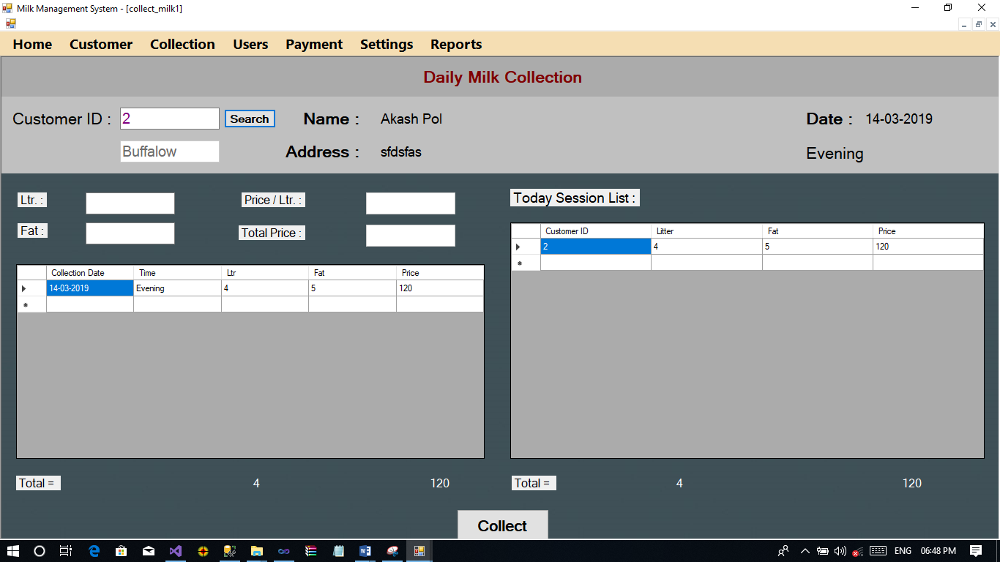 Milk Management System - [collect_milk1]
Home Customer Collection Users Payment Settings Reports
Daily Milk Collection
Customer ID : 2 Search Name : Akash Pol Date : 14-03-2019
Buffalow Address : sfdsfas Evening
Ltr. : Price / Ltr. : Today Session List :
Fat : Total Price :
Customer ID Litter Fat Price
2 4 5 120
Collection Date Time Ltr Fat Price
14-03-2019 Evening 4 5 120
Total = 4 120 Total = 4 120
Collect
ENG 06:48 PM